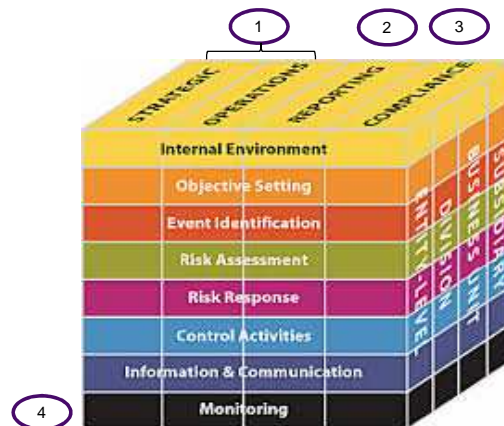 1
2
3
STRATEGIC
OPERATIONS
REPORTING
COMPLIANCE
Internal Environment
Objective Setting
Event Identification
Risk Assessment
Risk Response
Control Activities
Information & Communication
Monitoring
ENTITY-LEVEL
DIVISION
BUSINESS UNIT
SUBSIDIARY
4